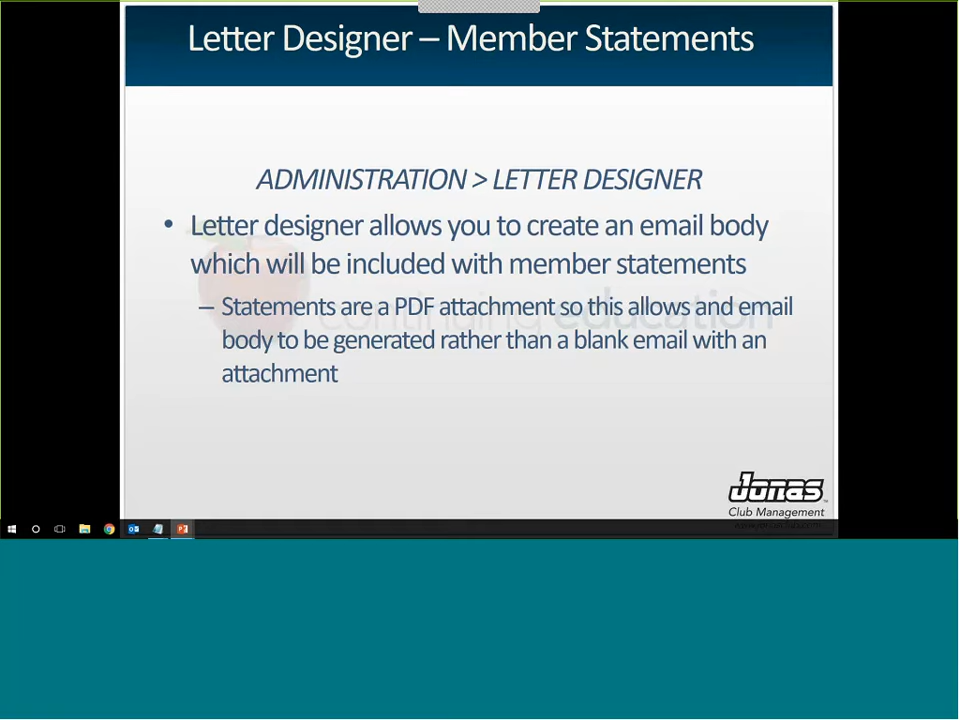 Letter Designer – Member Statements
ADMINISTRATION > LETTER DESIGNER
• Letter designer allows you to create an email body
which will be included with member statements
– Statements are a PDF attachment so this allows and email
body to be generated rather than a blank email with an
attachment
continuing education
Jonas
Club Management